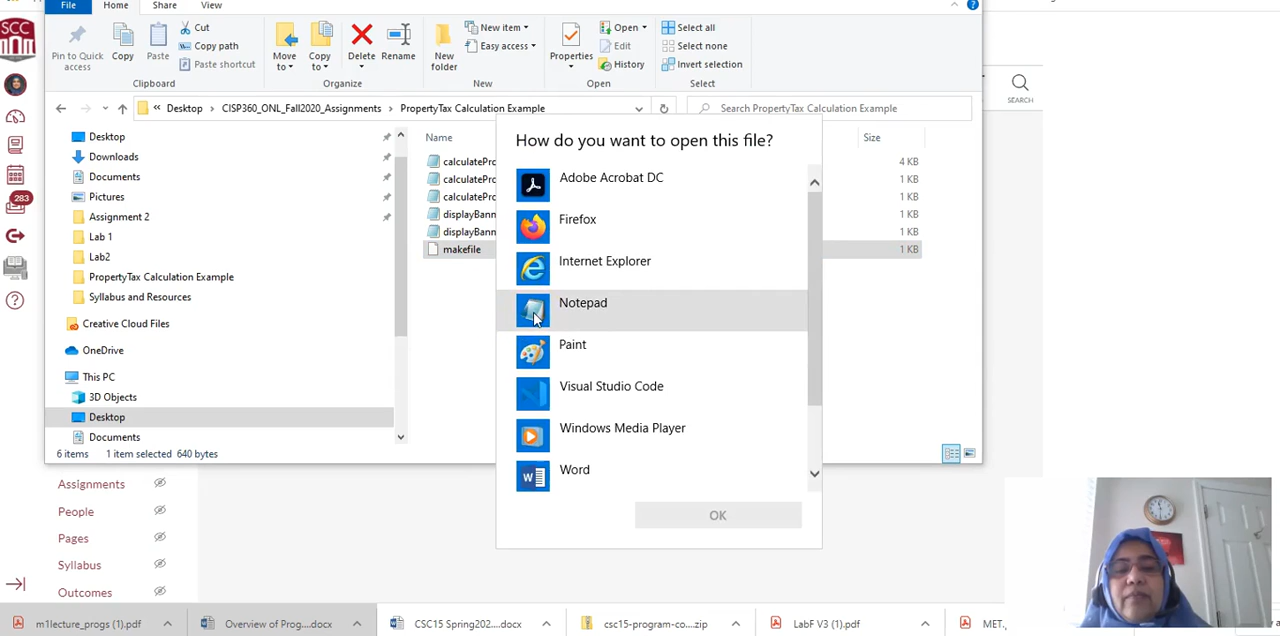 File Home Share View
SCC
Pin to Quick access
Copy
Paste
Cut
Copy path
Paste shortcut
Clipboard
Move to
Copy to
Delete
Rename
Organize
New folder
New item
Easy access
New
Properties
Open
Edit
History
Open
Select all
Select none
Invert selection
Select
« Desktop > CISP360_ONL_Fall2020_Assignments > PropertyTax Calculation Example
Search PropertyTax Calculation Example
SEARCH
Desktop
Downloads
Documents
Pictures
Assignment 2
Lab 1
Lab2
PropertyTax Calculation Example
Syllabus and Resources
Creative Cloud Files
OneDrive
This PC
3D Objects
Desktop
Documents
283
Name
Size
calculatePro
4 KB
calculatePro
1 KB
calculatePro
1 KB
displayBann
1 KB
displayBann
1 KB
makefile
1 KB
How do you want to open this file?
Adobe Acrobat DC
Firefox
Internet Explorer
Notepad
Paint
Visual Studio Code
Windows Media Player
Word
OK
6 items 1 item selected 640 bytes
Assignments
People
Pages
Syllabus
Outcomes
m1lecture_progs (1).pdf
Overview of Prog....docx
CSC15 Spring202....docx
csc15-program-co....zip
LabF V3 (1).pdf
MET.